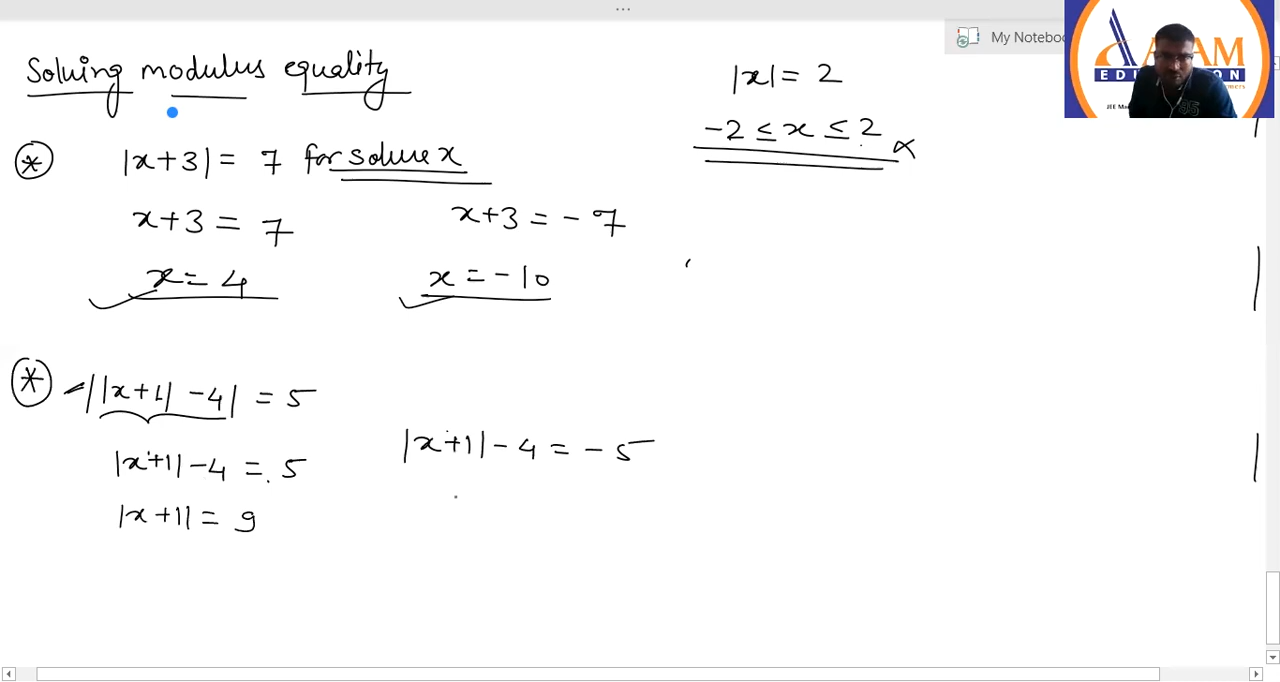 ...
My Notebo
Solving modulus equality
|x| = 2
-2 ≤ x ≤ 2 ×
* |x+3| = 7 for solve x
x+3 = 7
x+3 = -7
x = 4
x = -10
* ||x+1| -4| = 5
|x+1| -4 = 5
|x+1| -4 = -5
|x+1| = 9